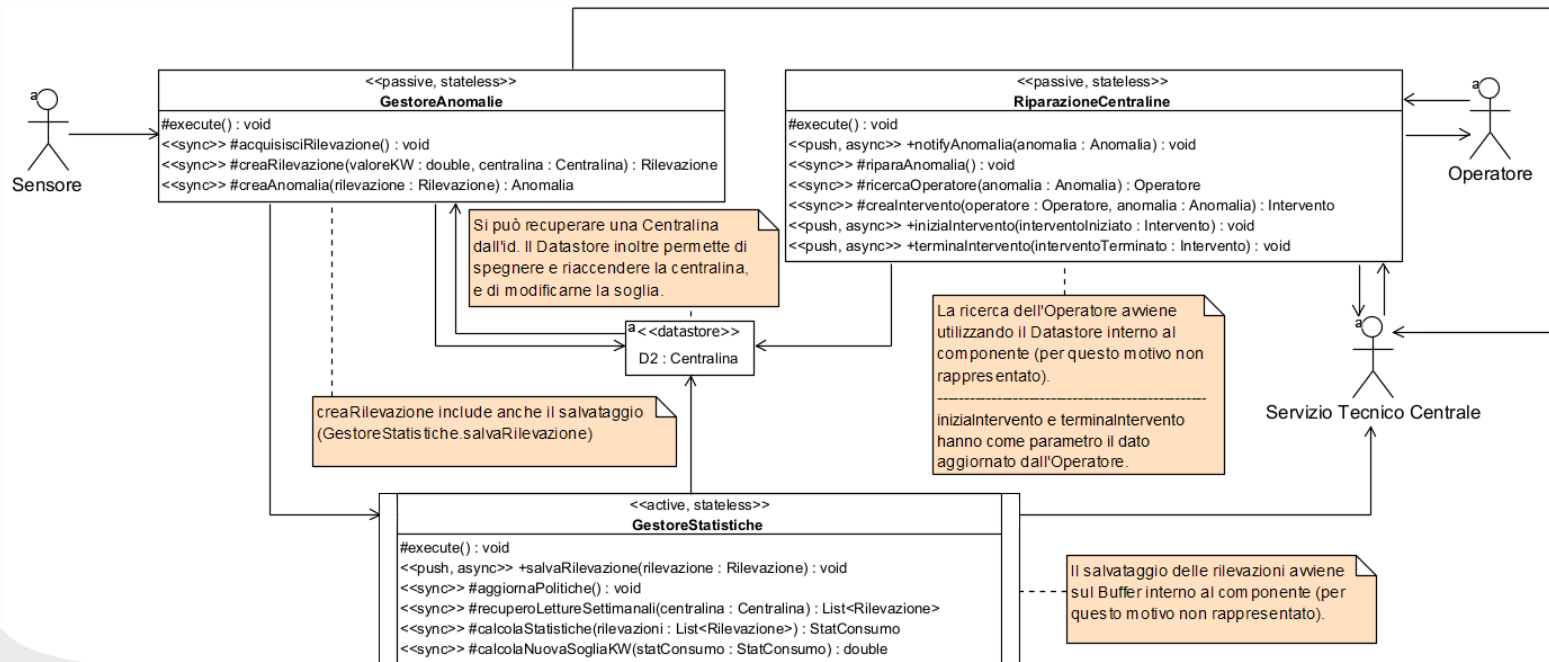 a
Sensore
<<passive, stateless>>
GestoreAnomalie
#execute() : void
<<sync>> #acquisisciRilevazione() : void
<<sync>> #creaRilevazione(valoreKW : double, centralina : Centralina) : Rilevazione
<<sync>> #creaAnomalia(rilevazione : Rilevazione) : Anomalia
<<passive, stateless>>
RiparazioneCentraline
#execute() : void
<<push, async>> +notifyAnomalia(anomalia : Anomalia) : void
<<sync>> #riparaAnomalia() : void
<<sync>> #ricercaOperatore(anomalia : Anomalia) : Operatore
<<sync>> #creaIntervento(operatore : Operatore, anomalia : Anomalia) : Intervento
<<push, async>> +iniziaIntervento(interventoIniziato : Intervento) : void
<<push, async>> +terminaIntervento(interventoTerminato : Intervento) : void
a
Operatore
Si può recuperare una Centralina
dall'id. Il Datastore inoltre permette di
spegnere e riaccendere la centralina,
e di modificarne la soglia.
a
<<datastore>>
D2 : Centralina
La ricerca dell'Operatore avviene
utilizzando il Datastore interno al
componente (per questo motivo non
rappresentato).
--------------------------------------------------
iniziaIntervento e terminaIntervento
hanno come parametro il dato
aggiornato dall'Operatore.
a
Servizio Tecnico Centrale
creaRilevazione include anche il salvataggio
(GestoreStatistiche.salvaRilevazione)
<<active, stateless>>
GestoreStatistiche
#execute() : void
<<push, async>> +salvaRilevazione(rilevazione : Rilevazione) : void
<<sync>> #aggiornaPolitiche() : void
<<sync>> #recuperoLettureSettimanali(centralina : Centralina) : List<Rilevazione>
<<sync>> #calcolaStatistiche(rilevazioni : List<Rilevazione>) : StatConsumo
<<sync>> #calcolaNuovaSogliaKW(statConsumo : StatConsumo) : double
Il salvataggio delle rilevazioni avviene
sul Buffer interno al componente (per
questo motivo non rappresentato).